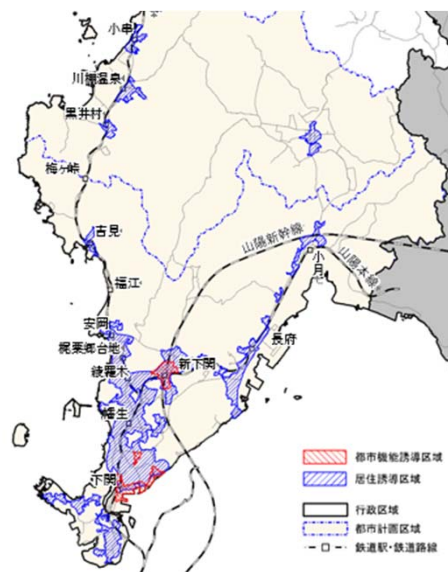 小串
川棚温泉
黒井村
梅ヶ峠
吉見
山陽新幹線
小月
山陽本線
福江
安岡
梶栗郷台地
長府
綾羅木
新下関
幡生
下関
都市機能誘導区域
居住誘導区域
行政区域
都市計画区域
鉄道駅・鉄道路線